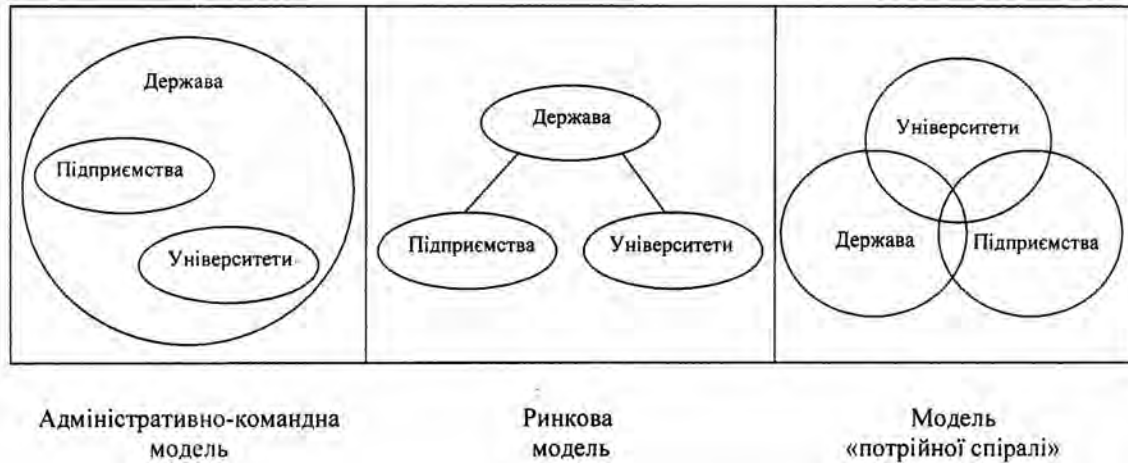 Держава
Підприємства
Університети
Держава
Підприємства
Університети
Університети
Держава
Підприємства
Адміністративно-командна
модель
Ринкова
модель
Модель
«потрійної спіралі»